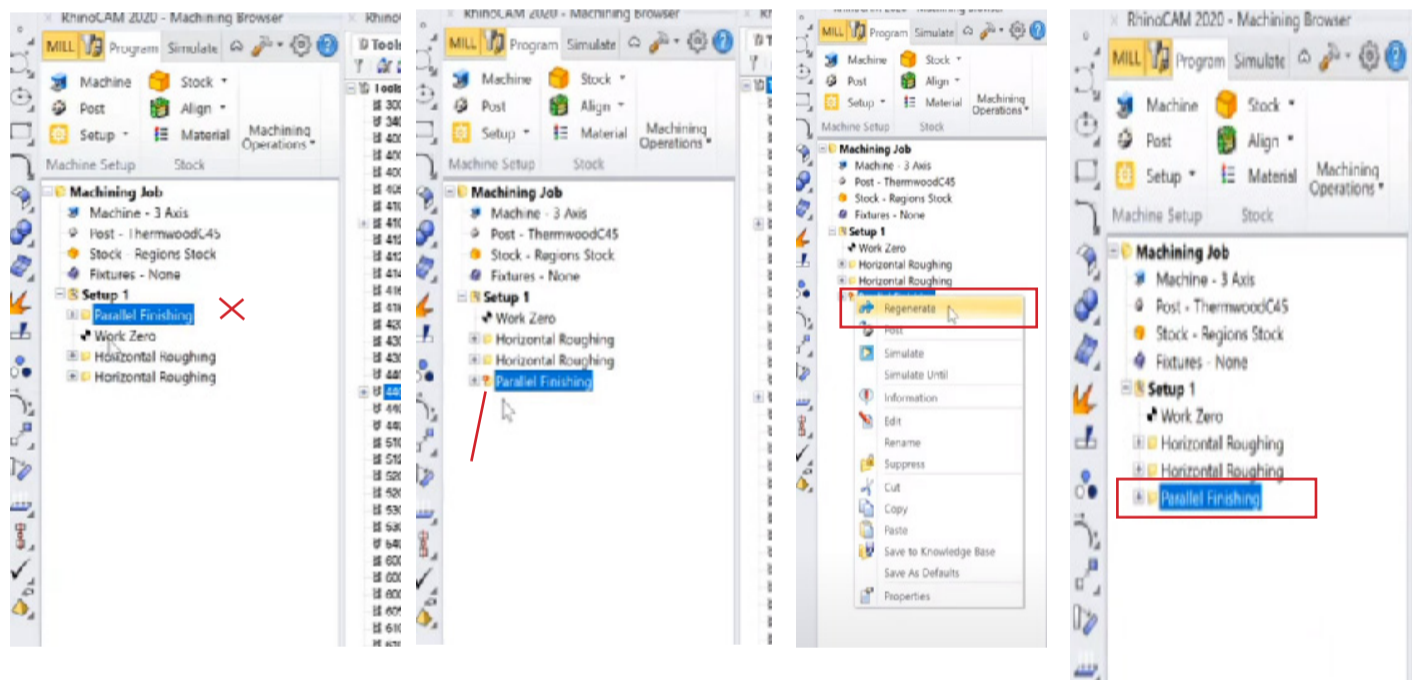 RhinoCAM 2020 - Machining Browser
MILL Program Simulate
Machine Stock
Post Align
Setup Material Machining Operations
Machine Setup Stock
Machining Job
Machine - 3 Axis
Post - ThermwoodC45
Stock - Regions Stock
Fixtures - None
Setup 1
Parallel Finishing
Work Zero
Horizontal Roughing
Horizontal Roughing
Tools
RhinoCAM 2020 - Machining Browser
MILL Program Simulate
Machine Stock
Post Align
Setup Material Machining Operations
Machine Setup Stock
Machining Job
Machine - 3 Axis
Post - ThermwoodC45
Stock - Regions Stock
Fixtures - None
Setup 1
Work Zero
Horizontal Roughing
Horizontal Roughing
Parallel Finishing
RhinoCAM 2020 - Machining Browser
MILL Program Simulate
Machine Stock
Post Align
Setup Material Machining Operations
Machine Setup Stock
Machining Job
Machine - 3 Axis
Post - ThermwoodC45
Stock - Regions Stock
Fixtures - None
Setup 1
Work Zero
Horizontal Roughing
Horizontal Roughing
Regenerate
Post
Simulate
Simulate Until
Information
Edit
Rename
Suppress
Cut
Copy
Paste
Save to Knowledge Base
Save As Defaults
Properties
RhinoCAM 2020 - Machining Browser
MILL Program Simulate
Machine Stock
Post Align
Setup Material Machining Operations
Machine Setup Stock
Machining Job
Machine - 3 Axis
Post - ThermwoodC45
Stock - Regions Stock
Fixtures - None
Setup 1
Work Zero
Horizontal Roughing
Horizontal Roughing
Parallel Finishing